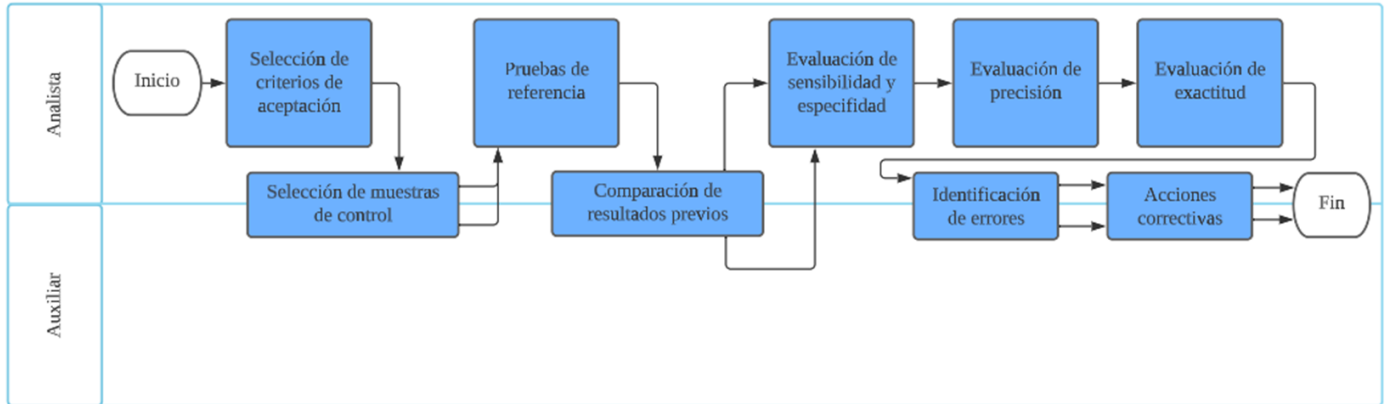 Analista
Inicio
Selección de
criterios de
aceptación
Selección de muestras
de control
Pruebas de
referencia
Comparación de
resultados previos
Evaluación de
sensibilidad y
especifidad
Evaluación de
precisión
Evaluación de
exactitud
Identificación
de errores
Acciones
correctivas
Fin
Auxiliar